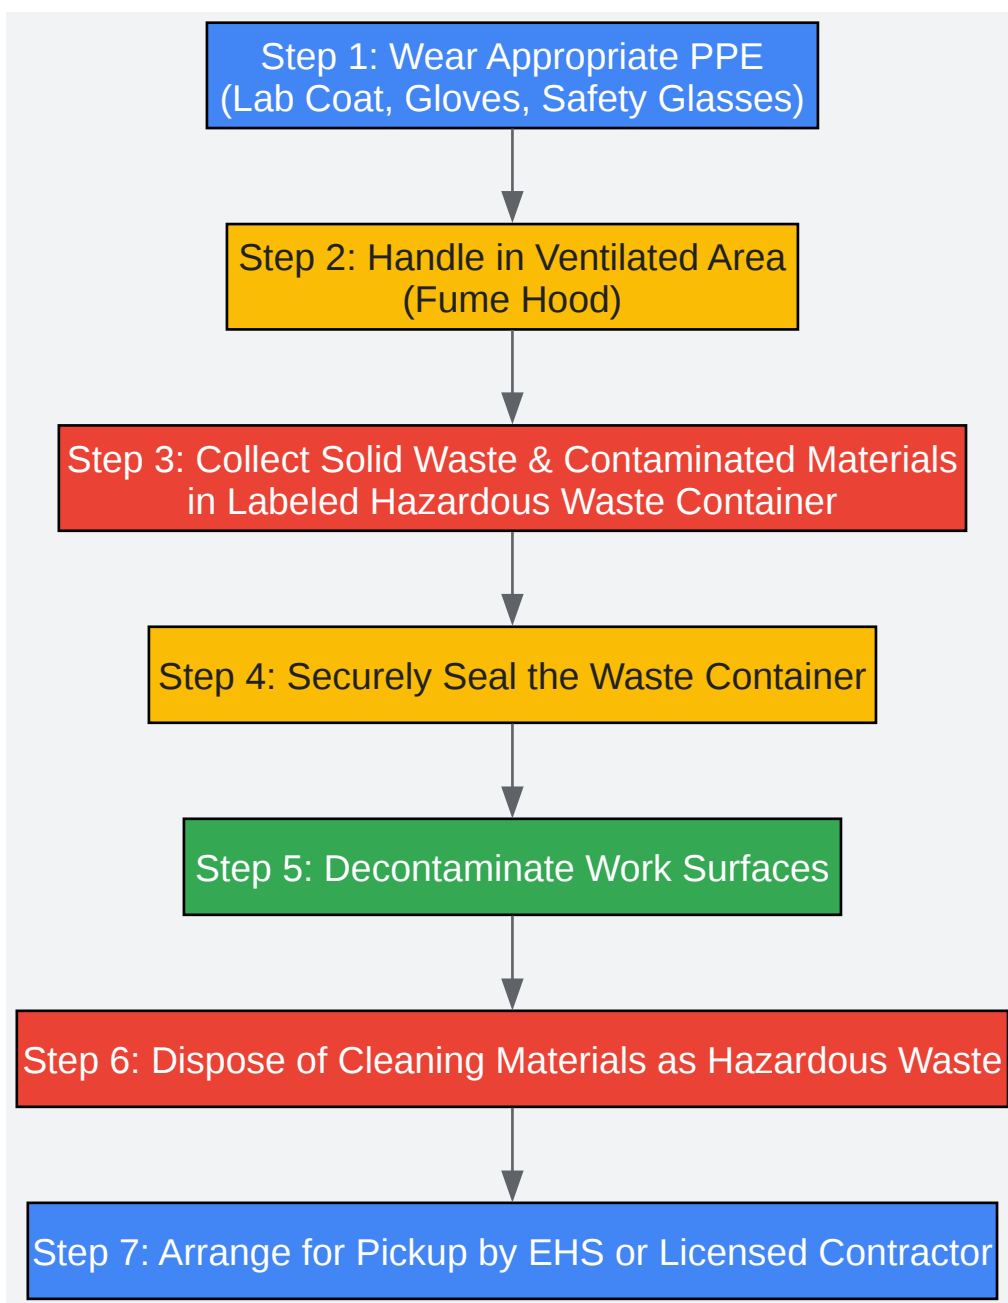 Step 1: Wear Appropriate PPE
(Lab Coat, Gloves, Safety Glasses)
Step 2: Handle in Ventilated Area
(Fume Hood)
Step 3: Collect Solid Waste & Contaminated Materials
in Labeled Hazardous Waste Container
Step 4: Securely Seal the Waste Container
Step 5: Decontaminate Work Surfaces
Step 6: Dispose of Cleaning Materials as Hazardous Waste
Step 7: Arrange for Pickup by EHS or Licensed Contractor